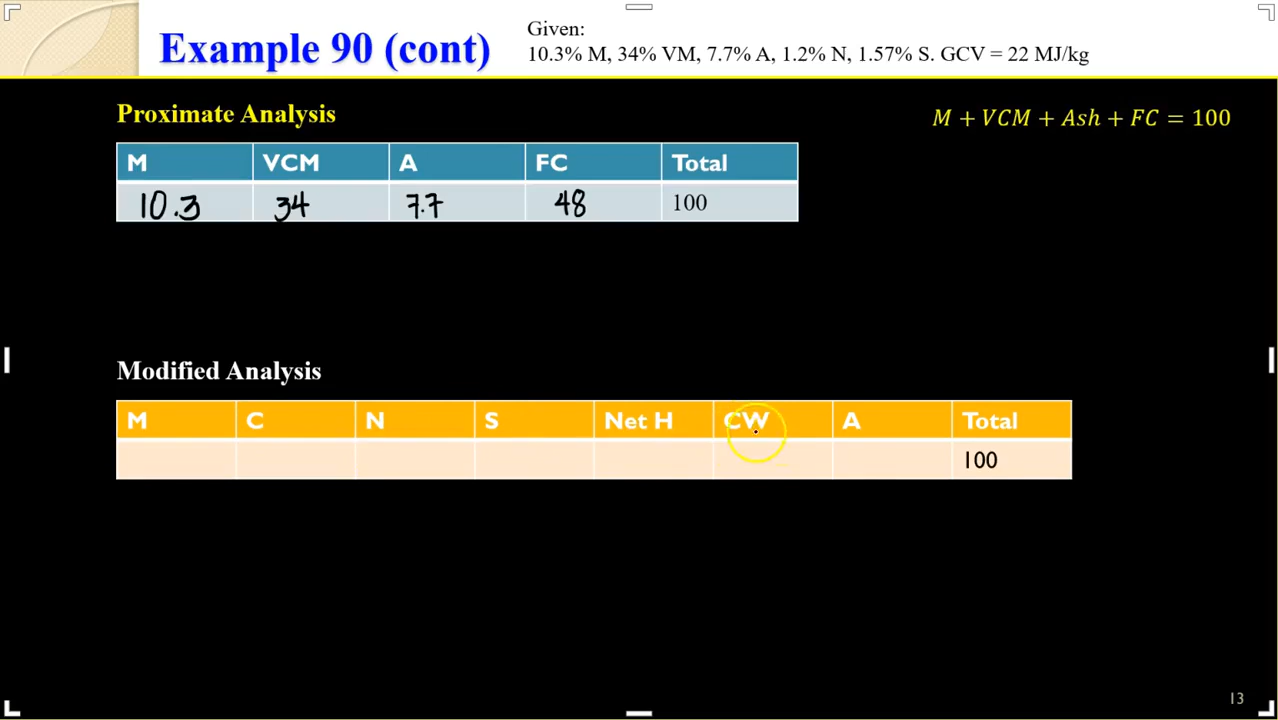 Example 90 (cont)
Given:
10.3% M, 34% VM, 7.7% A, 1.2% N, 1.57% S. GCV = 22 MJ/kg
Proximate Analysis
M + VCM + Ash + FC = 100
M VCM A FC Total
10.3 34 7.7 48 100
Modified Analysis
M C N S Net H CW A Total
100
13